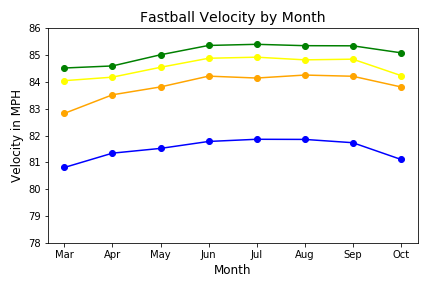 Fastball Velocity by Month
Velocity in MPH
86
85
84
83
82
81
80
79
78
Mar Apr May Jun Jul Aug Sep Oct
Month